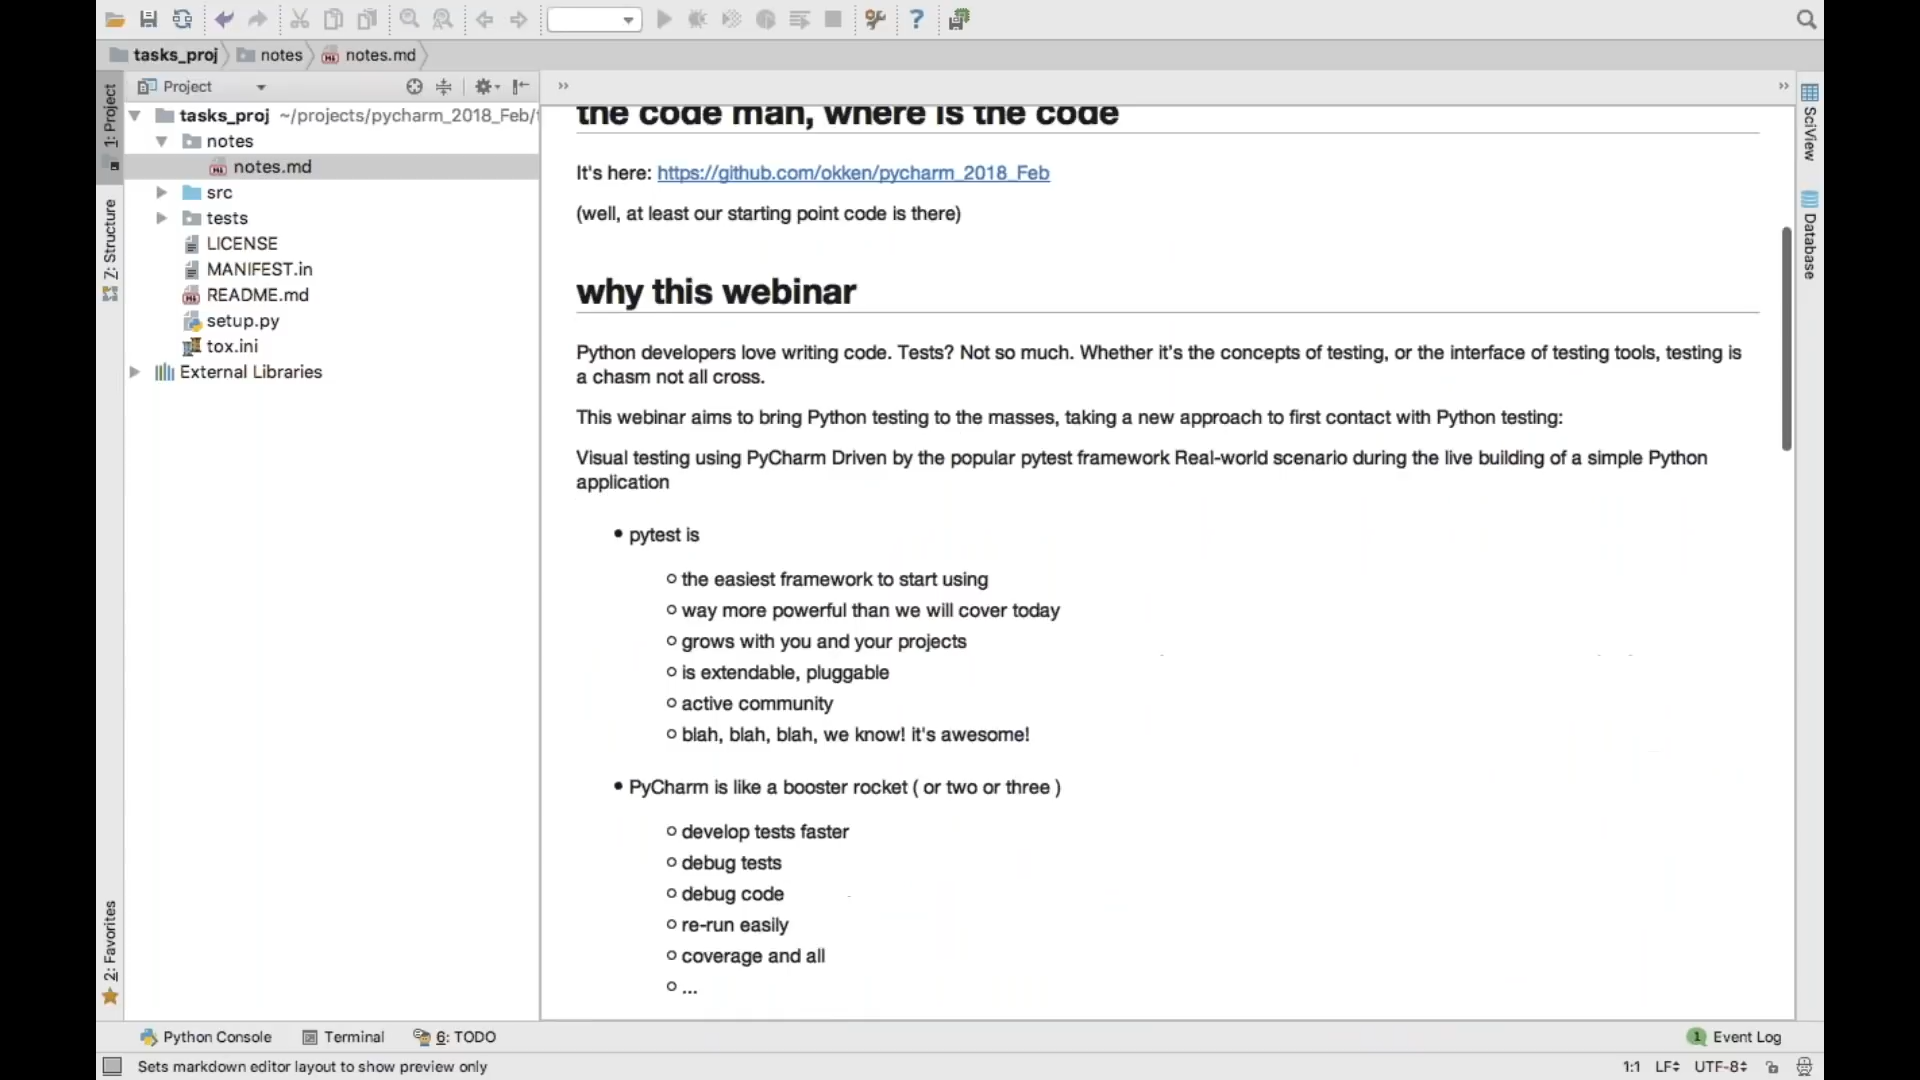 tasks_proj notes notes.md
Project
1: Project
Z: Structure
2: Favorites
tasks_proj ~/projects/pycharm_2018_Feb/
notes
notes.md
src
tests
LICENSE
MANIFEST.in
README.md
setup.py
tox.ini
External Libraries
the code man, where is the code
It's here: https://github.com/okken/pycharm_2018_Feb
(well, at least our starting point code is there)
why this webinar
Python developers love writing code. Tests? Not so much. Whether it's the concepts of testing, or the interface of testing tools, testing is
a chasm not all cross.
This webinar aims to bring Python testing to the masses, taking a new approach to first contact with Python testing:
Visual testing using PyCharm Driven by the popular pytest framework Real-world scenario during the live building of a simple Python
application
• pytest is
○ the easiest framework to start using
○ way more powerful than we will cover today
○ grows with you and your projects
○ is extendable, pluggable
○ active community
○ blah, blah, blah, we know! it's awesome!
• PyCharm is like a booster rocket ( or two or three )
○ develop tests faster
○ debug tests
○ debug code
○ re-run easily
○ coverage and all
○ ...
SciView
Database
Python Console Terminal 6: TODO 1 Event Log
Sets markdown editor layout to show preview only 1:1 LF UTF-8